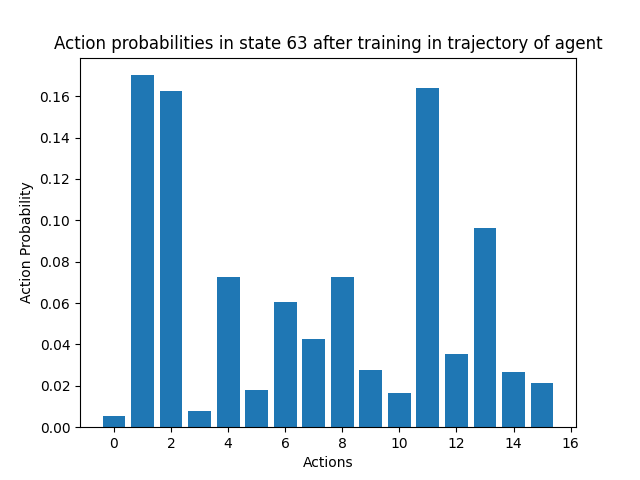 Action probabilities in state 63 after training in trajectory of agent
0.16
0.14
0.12
0.10
0.08
0.06
0.04
0.02
0.00
Action Probability
0 2 4 6 8 10 12 14 16
Actions